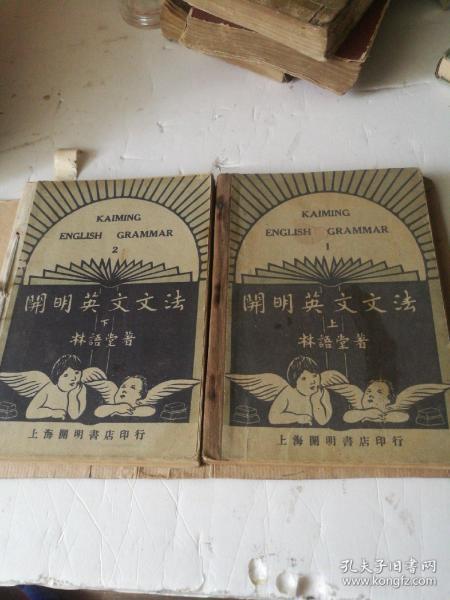 KAIMING
ENGLISH GRAMMAR
2
開明英文文法
下
林語堂著
上海開明書店印行
KAIMING
ENGLISH GRAMMAR
1
開明英文文法
上
林語堂著
上海開明書店印行
孔夫子旧书网
www.kongfz.com